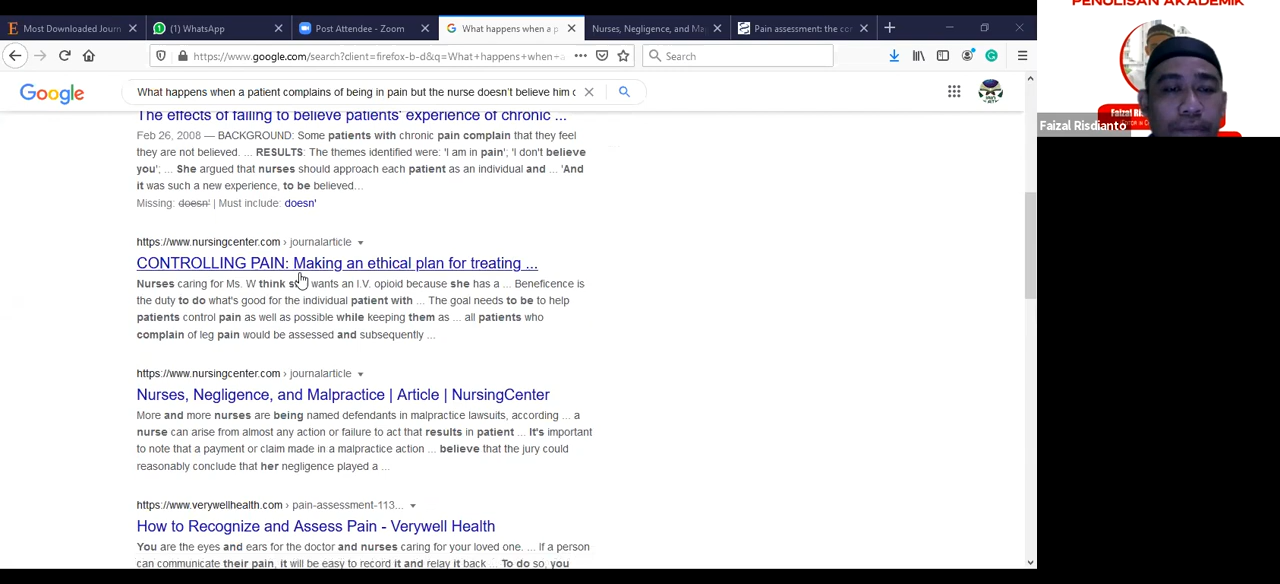 PENULISAN AKADEMIK
Most Downloaded Journ
(1) WhatsApp
Post Attendee - Zoom
What happens when a p
Nurses, Negligence, and Ma
Pain assessment: the co
https://www.google.com/search?client=firefox-b-d&q=What+happens+when+a
Search
Google
What happens when a patient complains of being in pain but the nurse doesn't believe him o
Faizal Risdianto
The effects of failing to believe patients' experience of chronic ...
Feb 26, 2008 — BACKGROUND: Some patients with chronic pain complain that they feel
they are not believed. ... RESULTS: The themes identified were: 'I am in pain'; 'I don't believe
you'; ... She argued that nurses should approach each patient as an individual and ... 'And
it was such a new experience, to be believed...
Missing: doesn' | Must include: doesn'
https://www.nursingcenter.com › journalarticle
CONTROLLING PAIN: Making an ethical plan for treating ...
Nurses caring for Ms. W think s wants an I.V. opioid because she has a ... Beneficence is
the duty to do what's good for the individual patient with ... The goal needs to be to help
patients control pain as well as possible while keeping them as ... all patients who
complain of leg pain would be assessed and subsequently ...
https://www.nursingcenter.com › journalarticle
Nurses, Negligence, and Malpractice | Article | NursingCenter
More and more nurses are being named defendants in malpractice lawsuits, according ... a
nurse can arise from almost any action or failure to act that results in patient ... It's important
to note that a payment or claim made in a malpractice action ... believe that the jury could
reasonably conclude that her negligence played a ...
https://www.verywellhealth.com › pain-assessment-113...
How to Recognize and Assess Pain - Verywell Health
You are the eyes and ears for the doctor and nurses caring for your loved one. ... If a person
can communicate their pain, it will be easy to record it and relay it back ... To do so, you